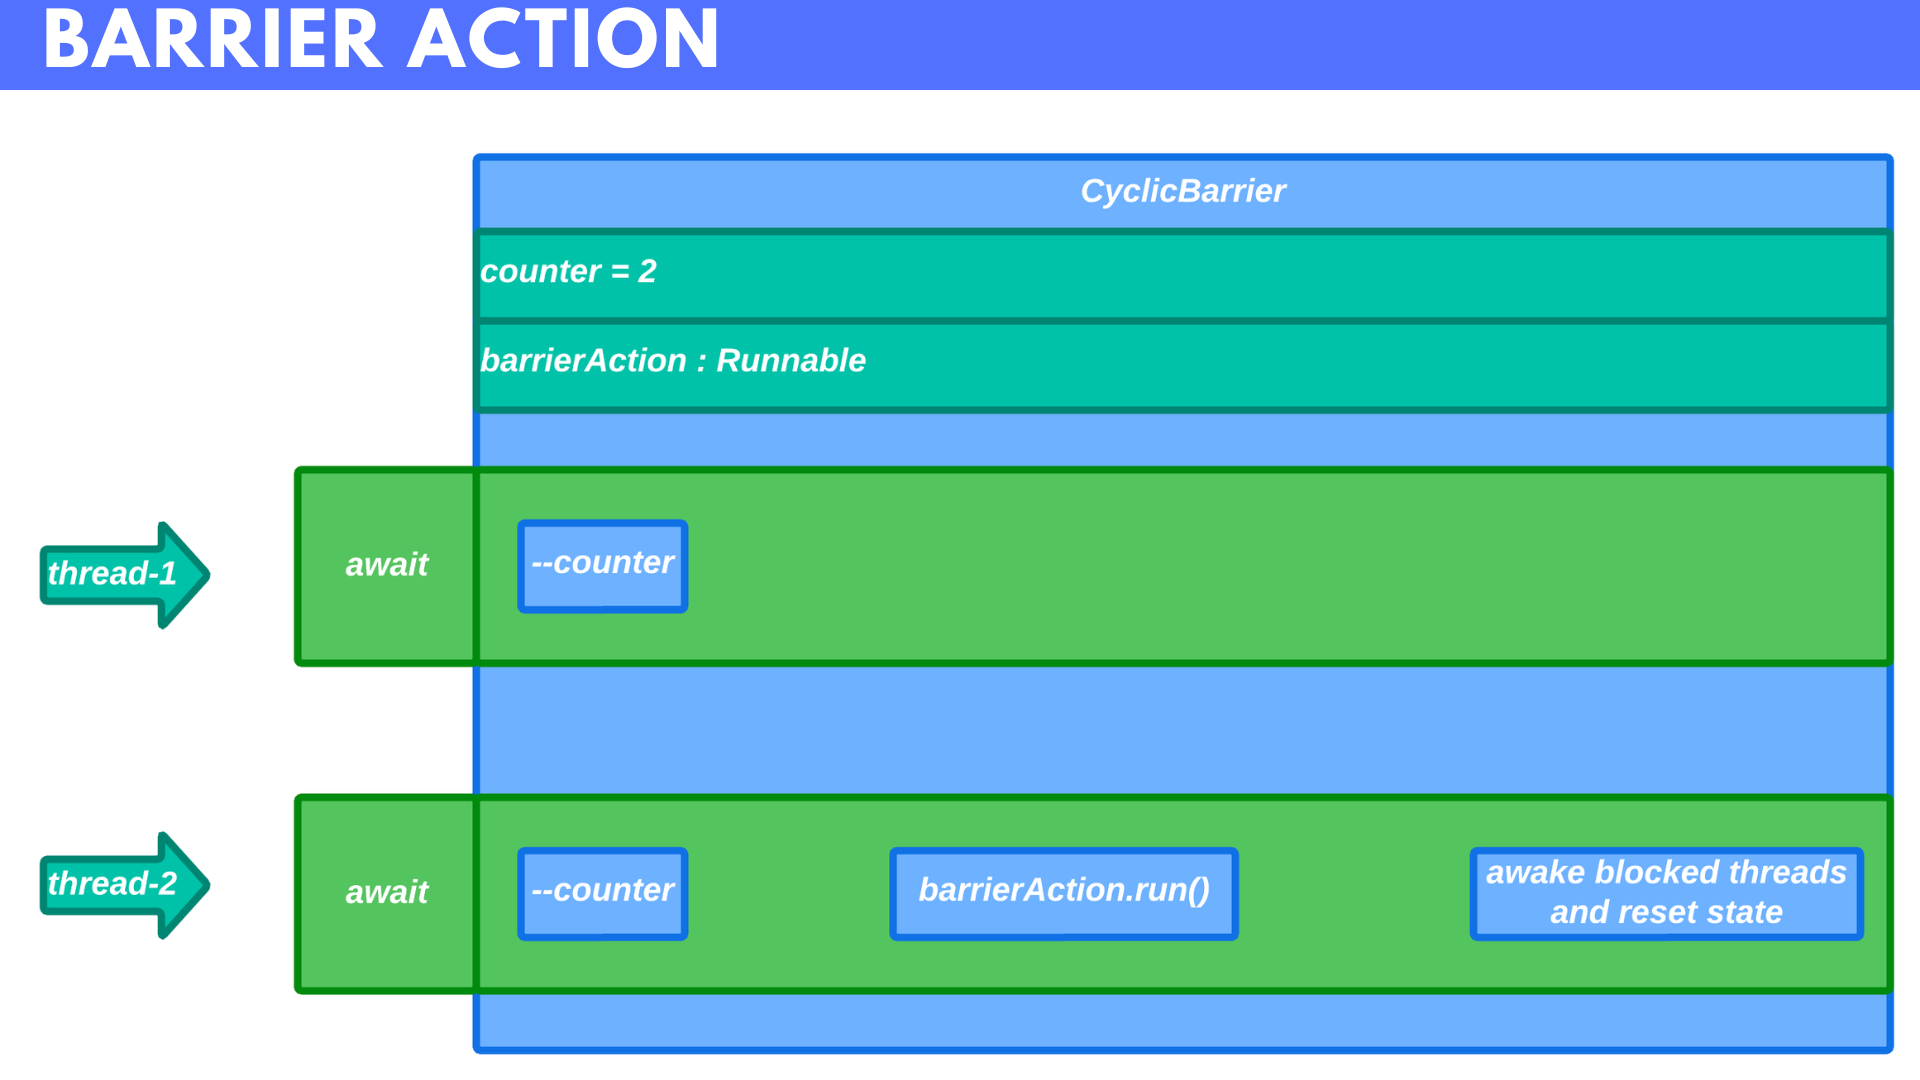 BARRIER ACTION
CyclicBarrier
counter = 2
barrierAction : Runnable
thread-1
await
--counter
thread-2
await
--counter
barrierAction.run()
awake blocked threads
and reset state